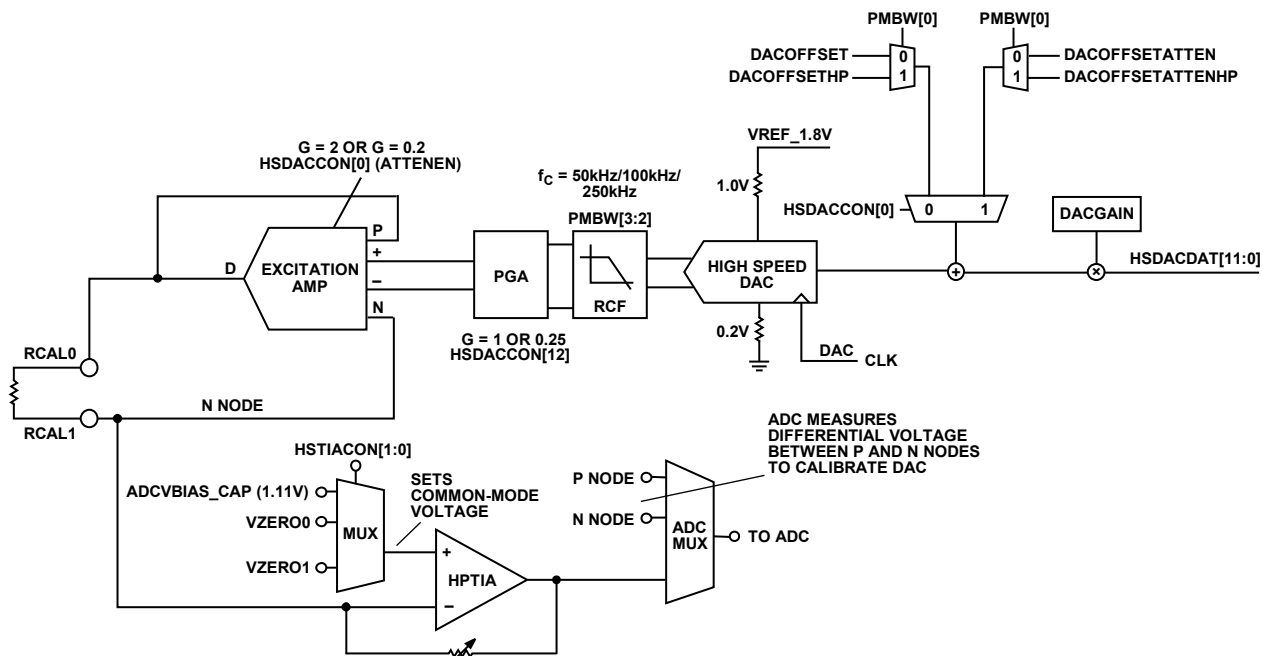 PMBW[0]
PMBW[0]
DACOFFSET
0
0
DACOFFSETATTEN
DACOFFSETHP
1
1
DACOFFSETATTENHP
VREF_1.8V
G = 2 OR G = 0.2
HSDACCON[0] (ATTENEN)
fC = 50kHz/100kHz/
250kHz
1.0V
HSDACCON[0]
0
1
DACGAIN
PMBW[3:2]
P
+
–
N
D
EXCITATION
AMP
PGA
RCF
HIGH SPEED
DAC
+
×
HSDACDAT[11:0]
G = 1 OR 0.25
HSDACCON[12]
0.2V
DAC
CLK
RCAL0
RCAL1
N NODE
HSTIACON[1:0]
ADCVBIAS_CAP (1.11V)
VZERO0
VZERO1
MUX
SETS
COMMON-MODE
VOLTAGE
+
–
HPTIA
P NODE
N NODE
ADC
MUX
TO ADC
ADC MEASURES
DIFFERENTIAL VOLTAGE
BETWEEN P AND N NODES
TO CALIBRATE DAC